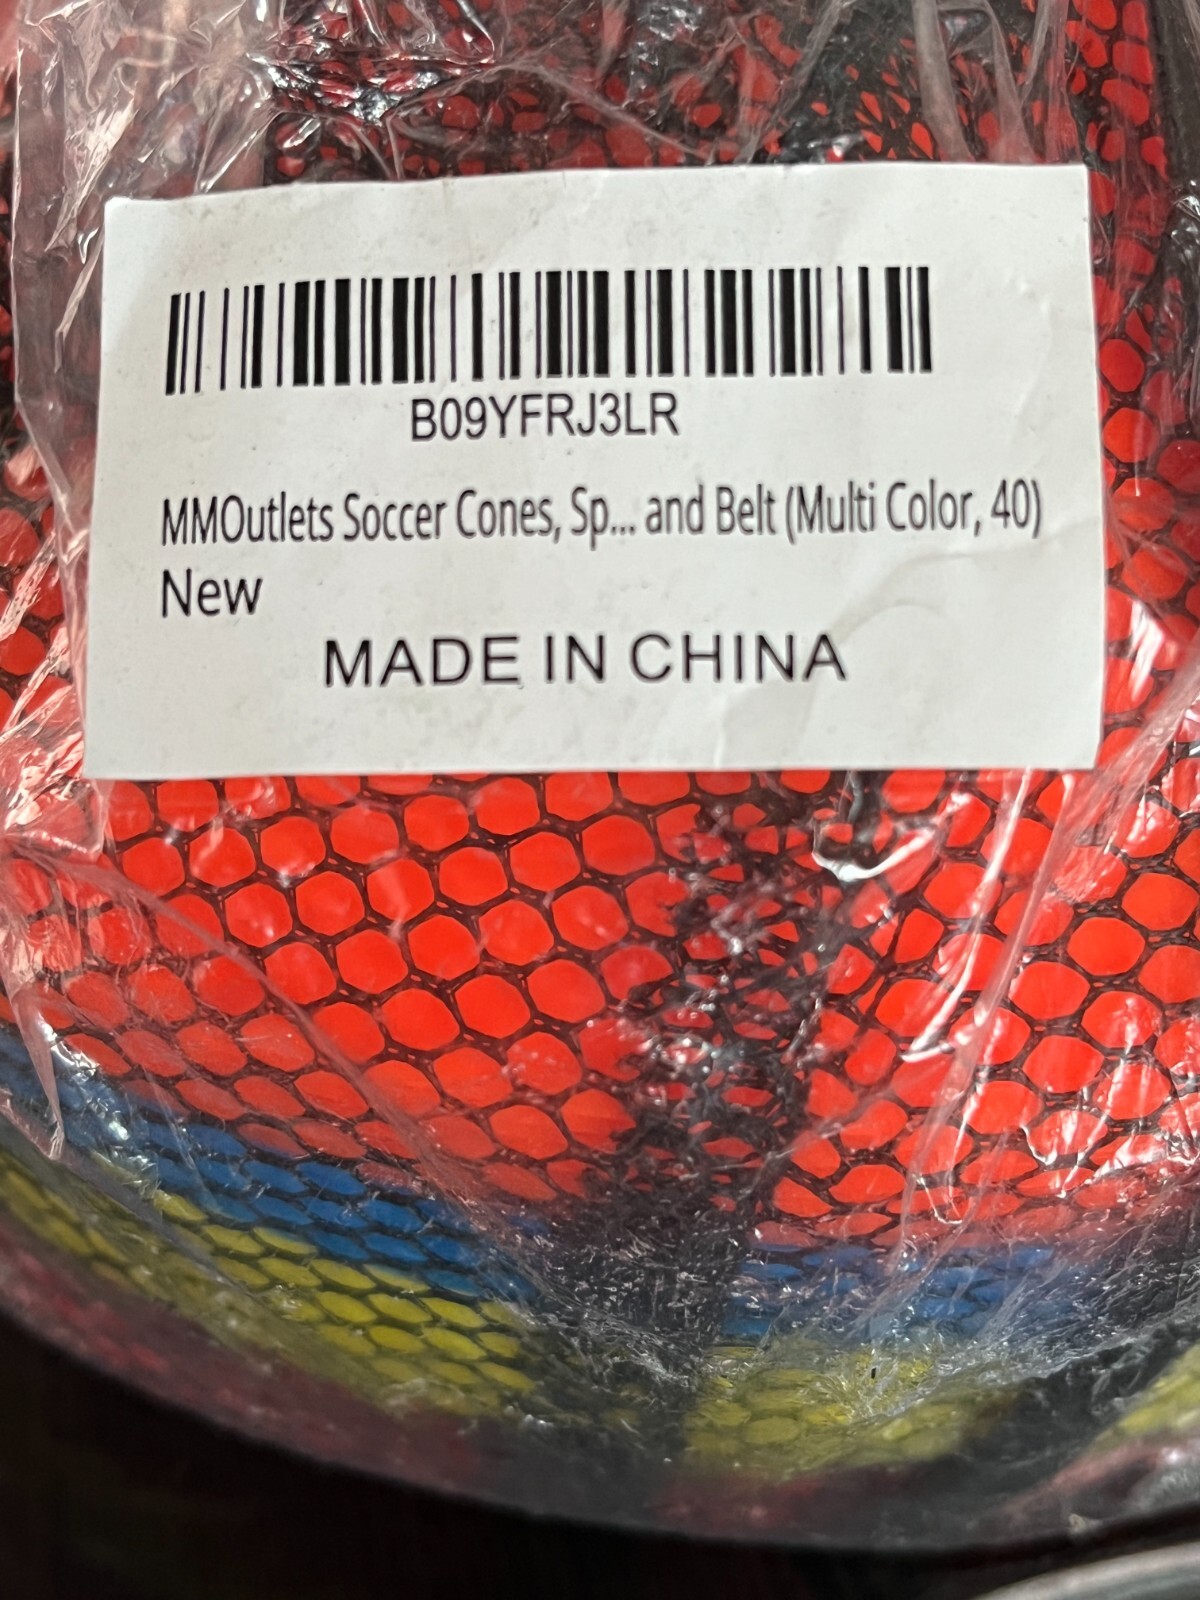 B09YFRJ3LR
MMOutlets Soccer Cones, Sp... and Belt (Multi Color, 40)
New
MADE IN CHINA